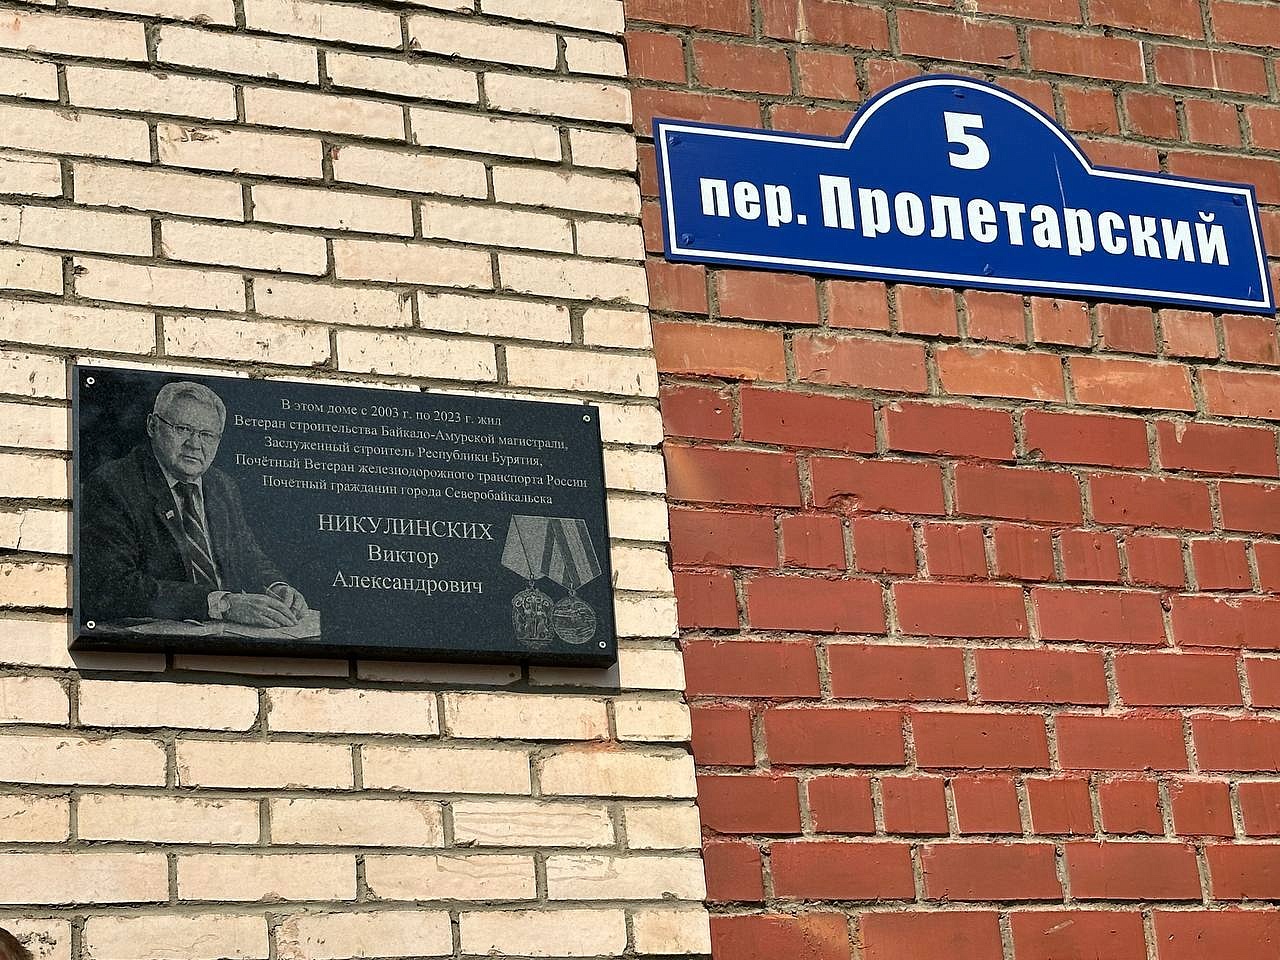 5
пер. Пролетарский
В этом доме с 2003 г. по 2023 г. жил
Ветеран строительства Байкало-Амурской магистрали,
Заслуженный строитель Республики Бурятия,
Почётный Ветеран железнодорожного транспорта России
Почётный гражданин города Северобайкальска
НИКУЛИНСКИХ
Виктор
Александрович